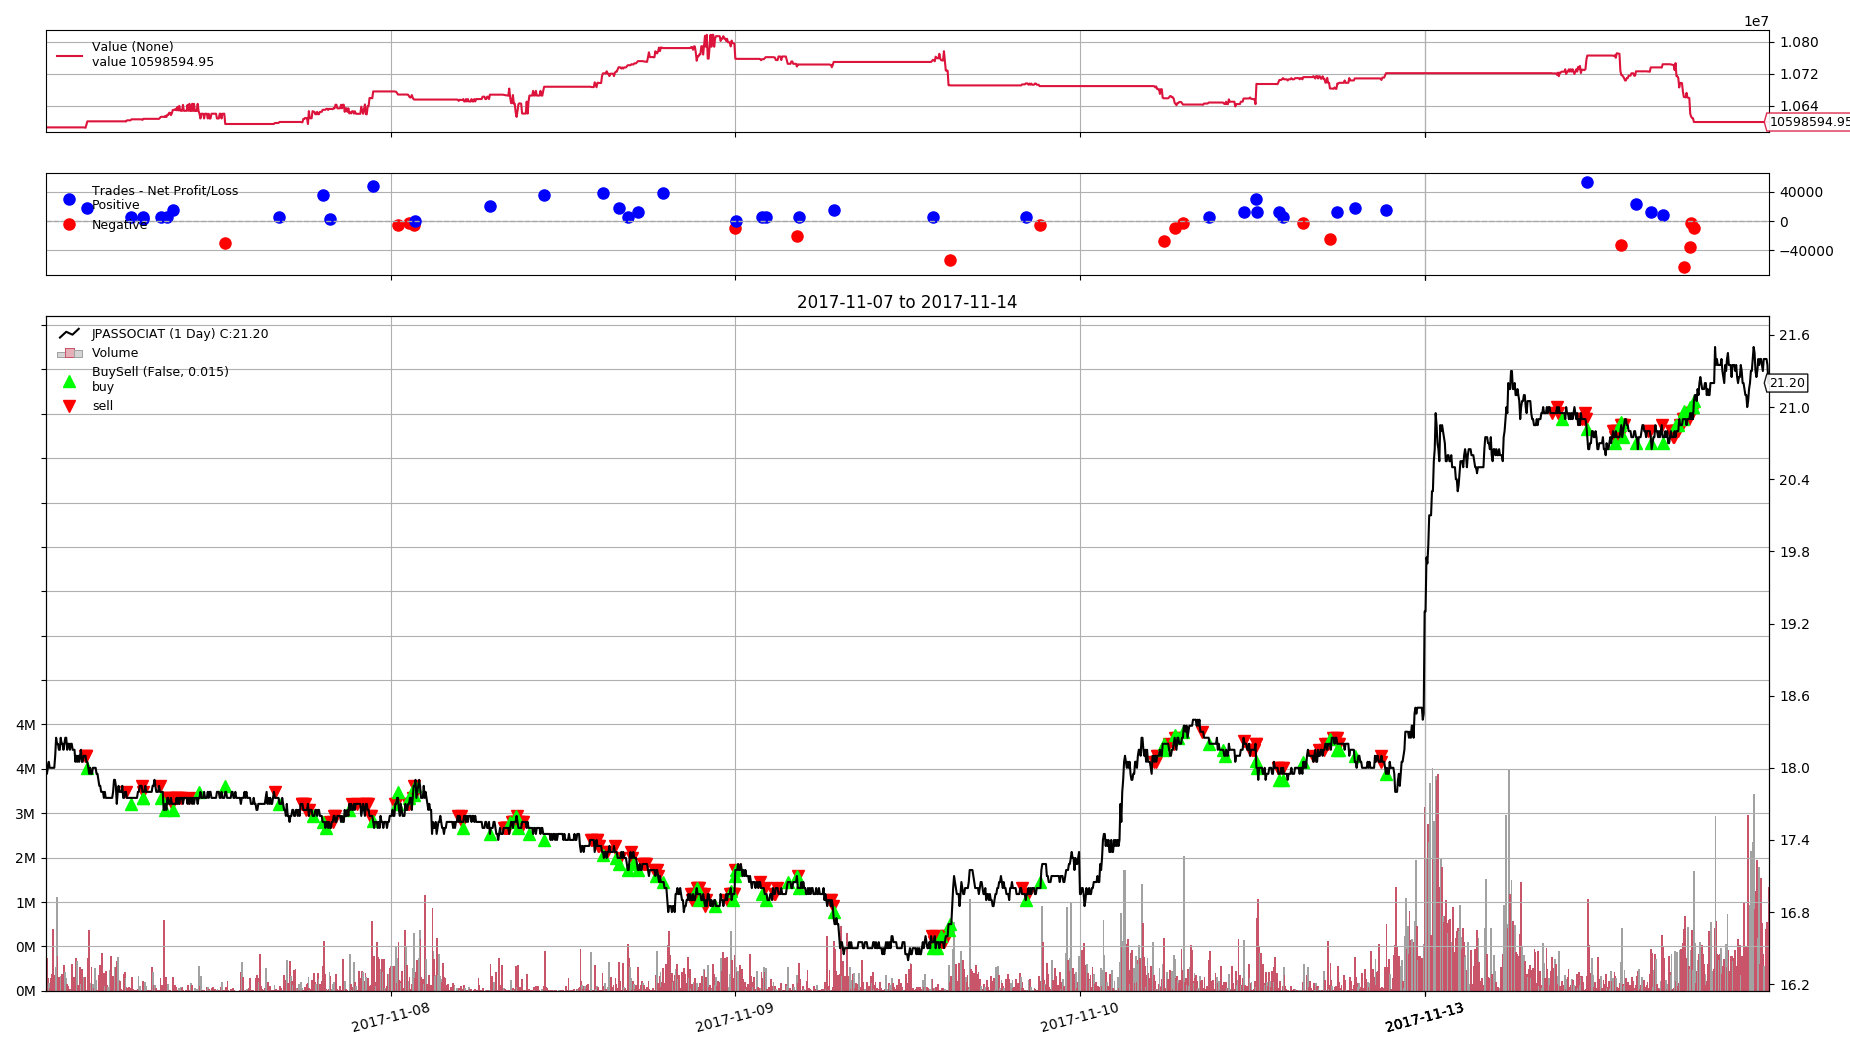 1e7
Value (None)
value 10598594.95
1.080
1.072
1.064
10598594.95
Trades - Net Profit/Loss
Positive
Negative
40000
0
−40000
2017-11-07 to 2017-11-14
JPASSOCIAT (1 Day) C:21.20
Volume
BuySell (False, 0.015)
buy
sell
21.6
21.20
21.0
20.4
19.8
19.2
18.6
18.0
17.4
16.8
16.2
4M
4M
3M
2M
1M
0M
0M
2017-11-08
2017-11-09
2017-11-10
2017-11-13